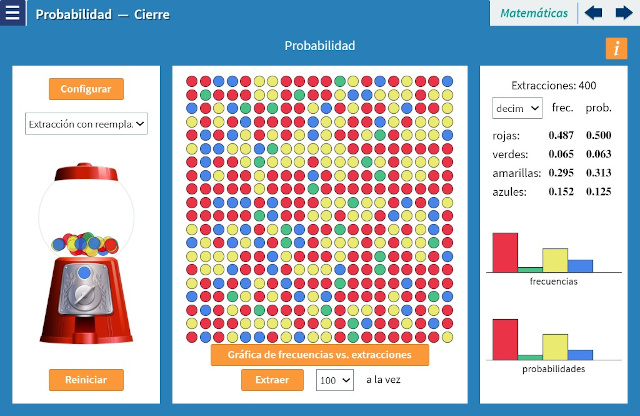 Probabilidad — Cierre
Matemáticas
Probabilidad
i
Configurar
Extracción con reempla
Reiniciar
Gráfica de frecuencias vs. extracciones
Extraer 100 a la vez
Extracciones: 400
decim frec. prob.
rojas: 0.487 0.500
verdes: 0.065 0.063
amarillas: 0.295 0.313
azules: 0.152 0.125
frecuencias
probabilidades